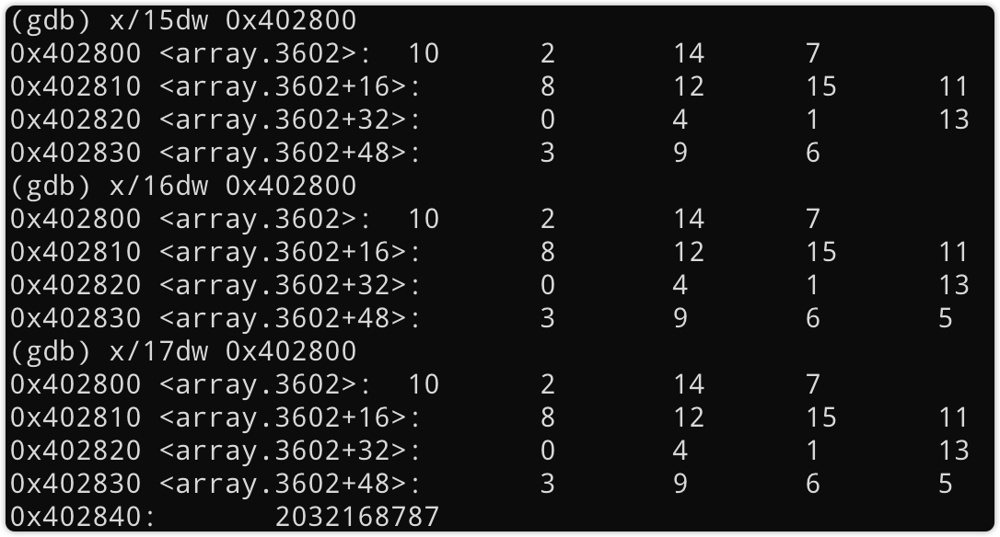 (gdb) x/15dw 0x402800
0x402800 <array.3602>:	10	2	14	7
0x402810 <array.3602+16>:	8	12	15	11
0x402820 <array.3602+32>:	0	4	1	13
0x402830 <array.3602+48>:	3	9	6
(gdb) x/16dw 0x402800
0x402800 <array.3602>:	10	2	14	7
0x402810 <array.3602+16>:	8	12	15	11
0x402820 <array.3602+32>:	0	4	1	13
0x402830 <array.3602+48>:	3	9	6	5
(gdb) x/17dw 0x402800
0x402800 <array.3602>:	10	2	14	7
0x402810 <array.3602+16>:	8	12	15	11
0x402820 <array.3602+32>:	0	4	1	13
0x402830 <array.3602+48>:	3	9	6	5
0x402840:	2032168787